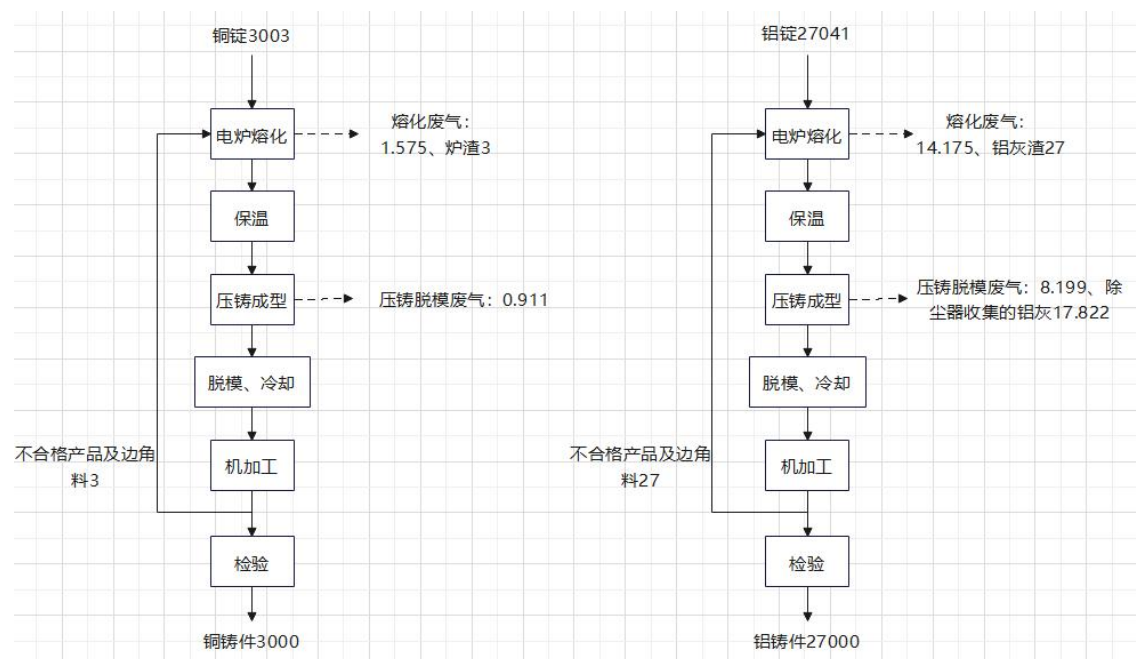 铜锭3003
电炉熔化
熔化废气：
1.575、炉渣3
保温
压铸成型
压铸脱模废气：0.911
脱模、冷却
不合格产品及边角
料3
机加工
检验
铜铸件3000
铝锭27041
电炉熔化
熔化废气：
14.175、铝灰渣27
保温
压铸成型
压铸脱模废气：8.199、除
尘器收集的铝灰17.822
脱模、冷却
不合格产品及边角
料27
机加工
检验
铝铸件27000